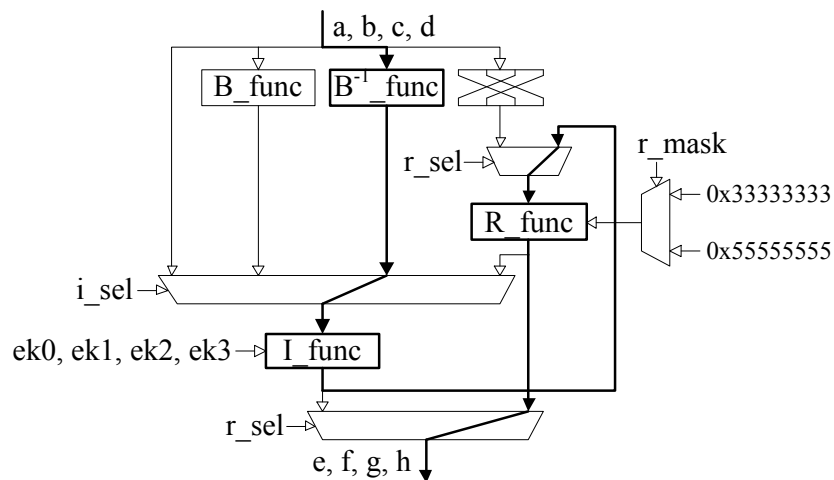 a, b, c, d
B_func
B⁻¹_func
r_sel
r_mask
0x33333333
R_func
0x55555555
i_sel
ek0, ek1, ek2, ek3
I_func
r_sel
e, f, g, h